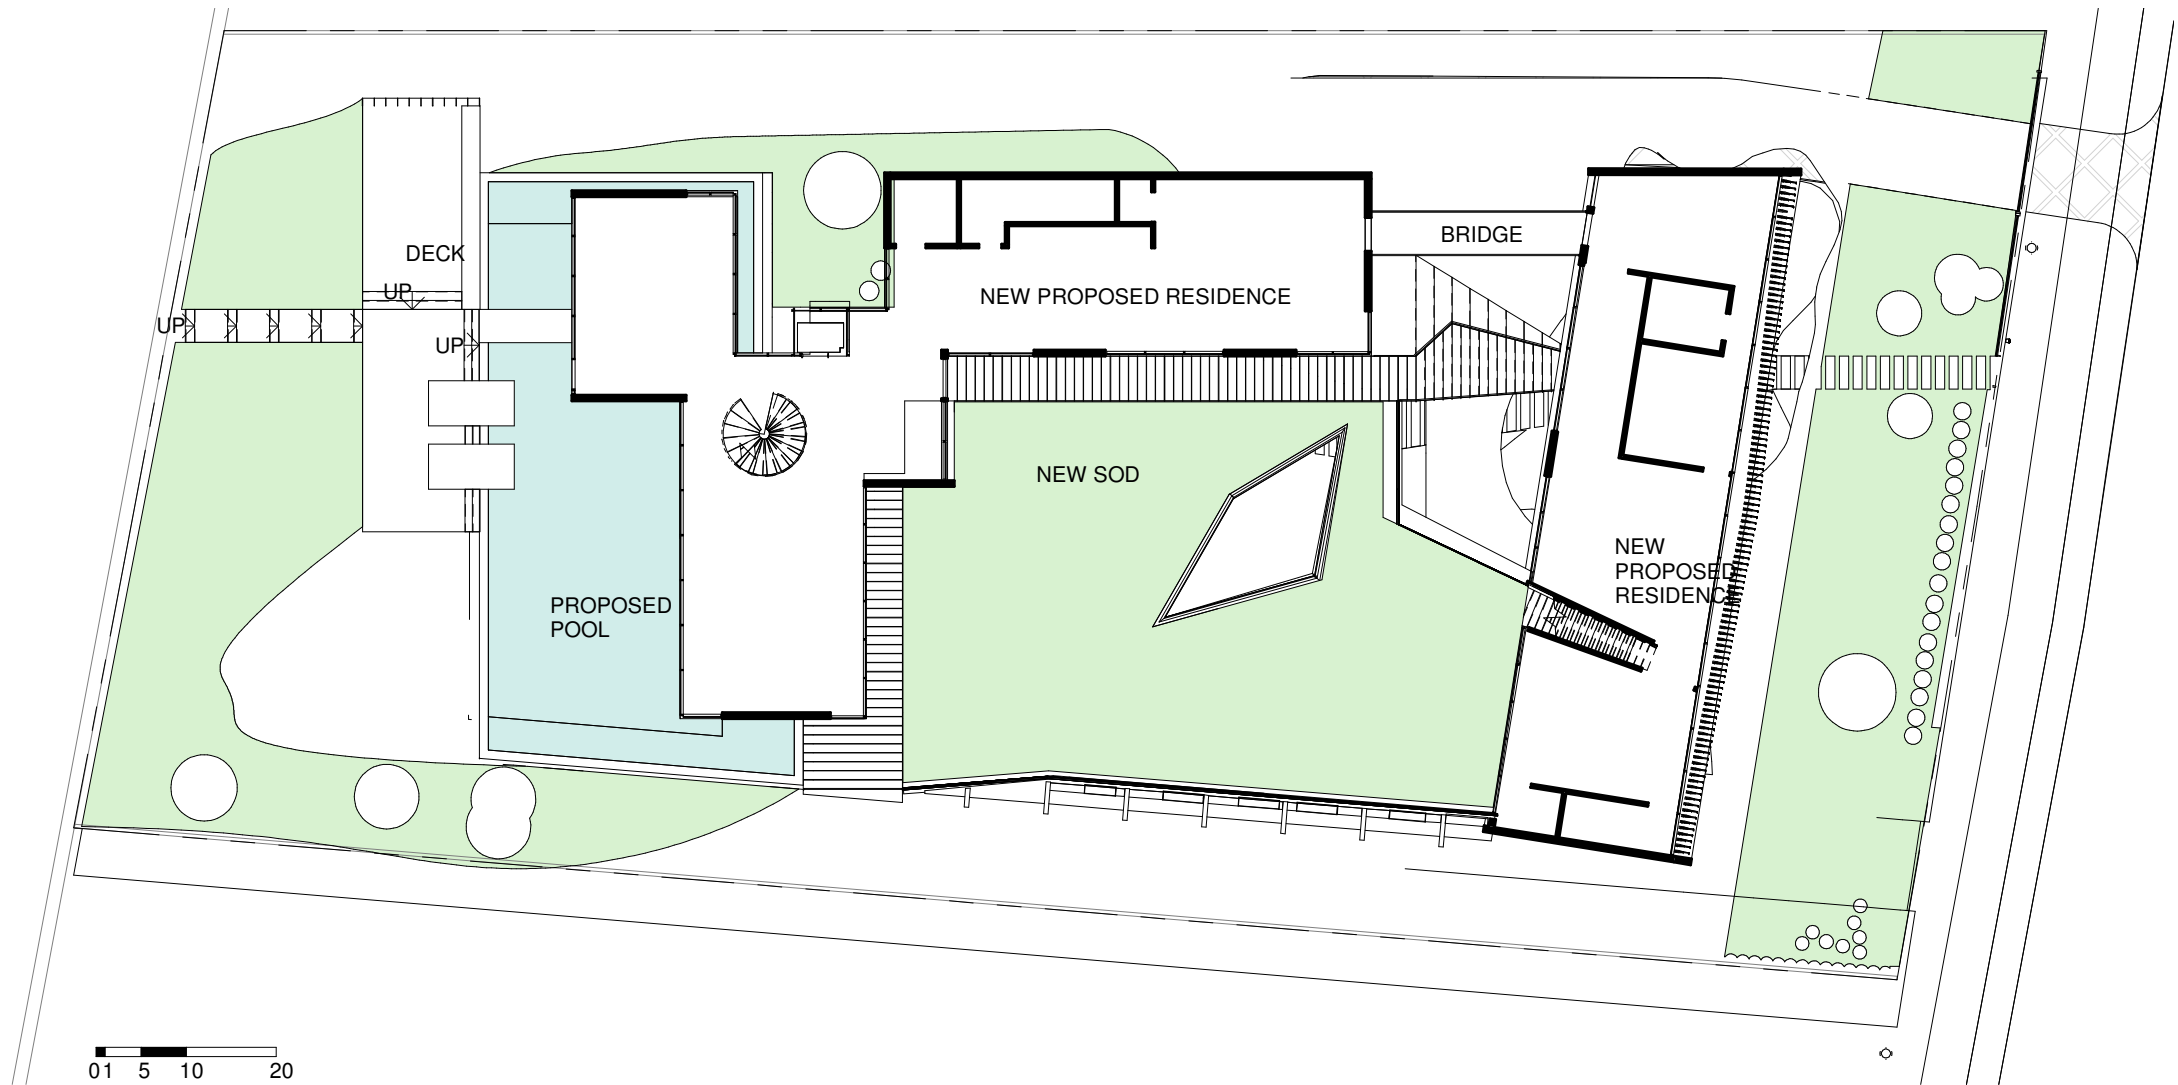 DECK
BRIDGE
UP
NEW PROPOSED RESIDENCE
UP
UP
NEW SOD
NEW
PROPOSED
RESIDENCE
PROPOSED
POOL
0 1 5 10 20